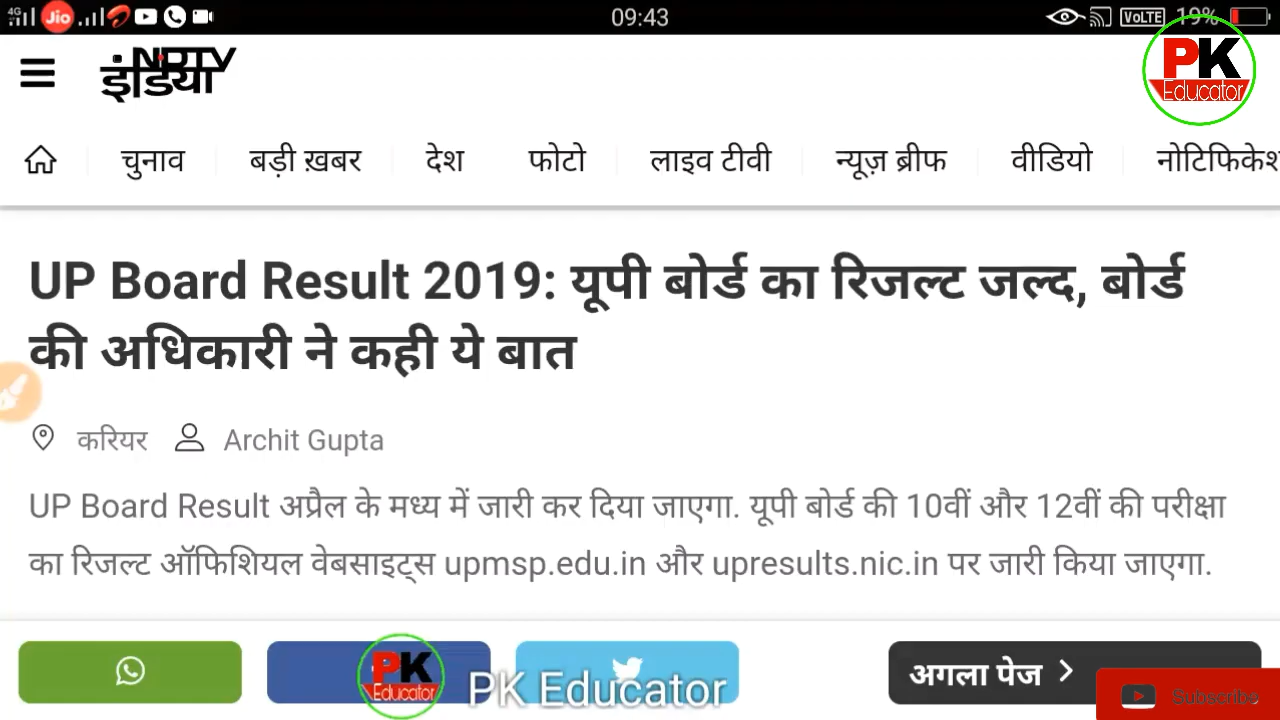 4G Jio 09:43 VoLTE 19%
NDTV
इंडिया
PK
Educator
चुनाव बड़ी ख़बर देश फोटो लाइव टीवी न्यूज़ ब्रीफ वीडियो नोटिफिकेश
UP Board Result 2019: यूपी बोर्ड का रिजल्ट जल्द, बोर्ड
की अधिकारी ने कही ये बात
करियर Archit Gupta
UP Board Result अप्रैल के मध्य में जारी कर दिया जाएगा. यूपी बोर्ड की 10वीं और 12वीं की परीक्षा
का रिजल्ट ऑफिशियल वेबसाइट्स upmsp.edu.in और upresults.nic.in पर जारी किया जाएगा.
PK
Educator
PK Educator
अगला पेज
Subscribe